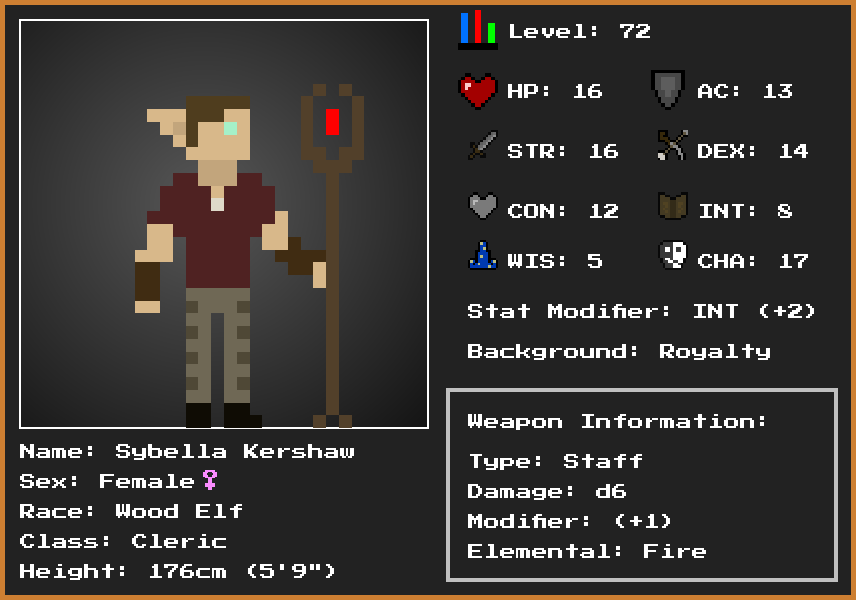 Level: 72
HP: 16
AC: 13
STR: 16
DEX: 14
CON: 12
INT: 8
WIS: 5
CHA: 17
Stat Modifier: INT (+2)
Background: Royalty
Weapon Information:
Type: Staff
Damage: d6
Modifier: (+1)
Elemental: Fire
Name: Sybella Kershaw
Sex: Female♀
Race: Wood Elf
Class: Cleric
Height: 176cm (5'9")